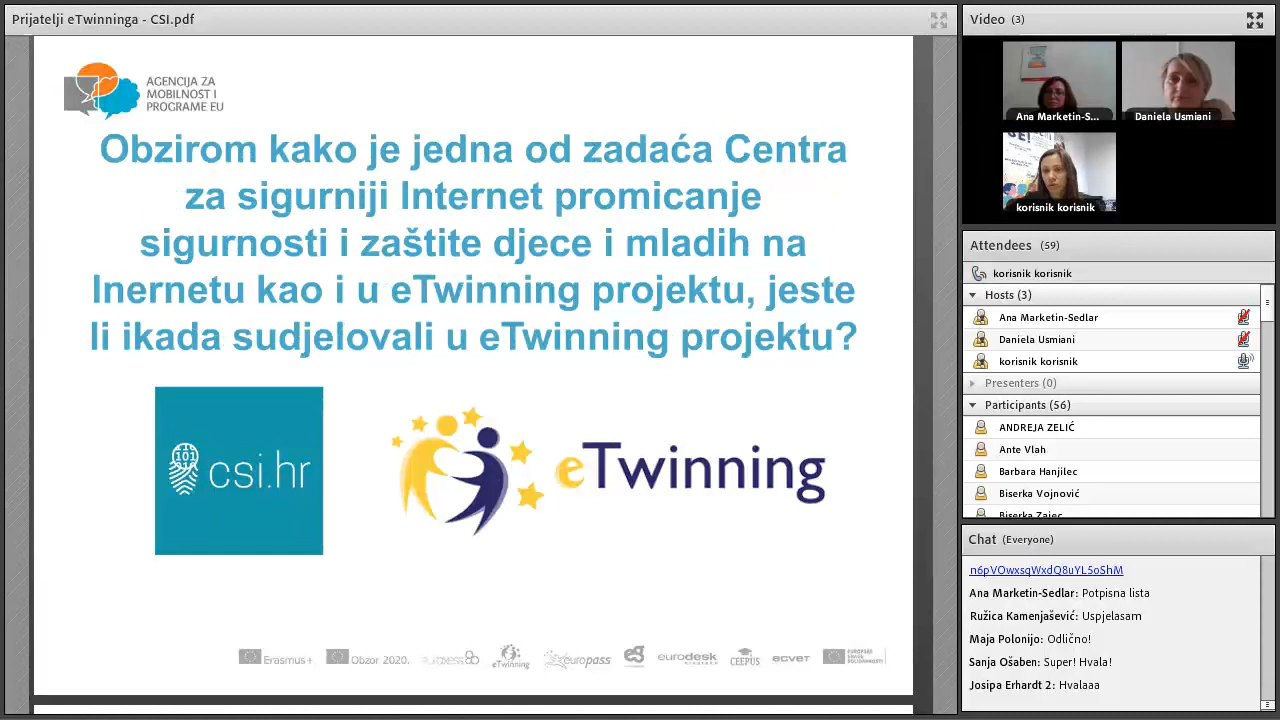 Prijatelji eTwinninga - CSI.pdf
AGENCIJA ZA
MOBILNOST I
PROGRAME EU
Obzirom kako je jedna od zadaća Centra
za sigurniji Internet promicanje
sigurnosti i zaštite djece i mladih na
Inernetu kao i u eTwinning projektu, jeste
li ikada sudjelovali u eTwinning projektu?
101
csi.hr
eTwinning
Erasmus+
Obzor 2020.
eTwinning
europass
eurodesk
CEEPUS
ecvet
Video (3)
Ana Marketin-S...
Daniela Usmiani
korisnik korisnik
Attendees (59)
korisnik korisnik
Hosts (3)
Ana Marketin-Sedlar
Daniela Usmiani
korisnik korisnik
Presenters (0)
Participants (56)
ANDREJA ZELIĆ
Ante Vlah
Barbara Hanjilec
Biserka Vojnović
Biserka Zajec
Chat (Everyone)
n6pVOwxsqWxdQ8uYL5oShM
Ana Marketin-Sedlar: Potpisna lista
Ružica Kamenjašević: Uspjelasam
Maja Polonijo: Odlično!
Sanja Ošaben: Super! Hvala!
Josipa Erhardt 2: Hvalaaa